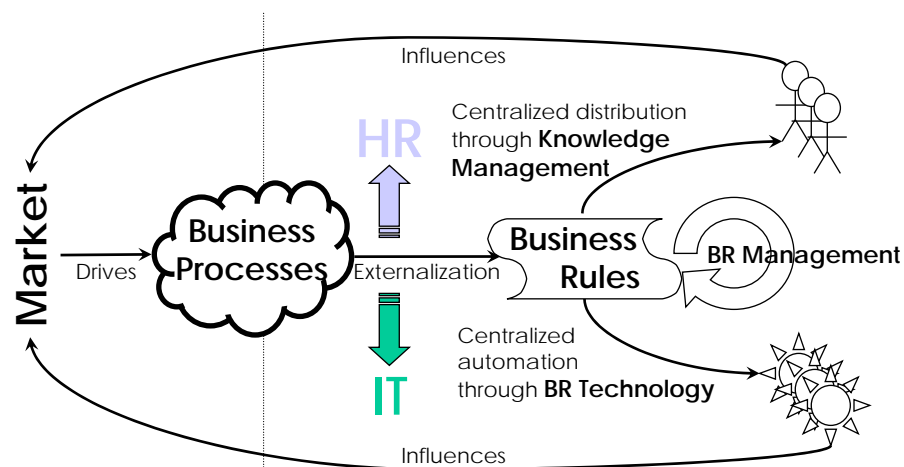 Influences
Centralized distribution
through Knowledge
Management
HR
Market
Drives
Business
Processes
Externalization
Business
Rules
BR Management
Centralized
automation
through BR Technology
IT
Influences